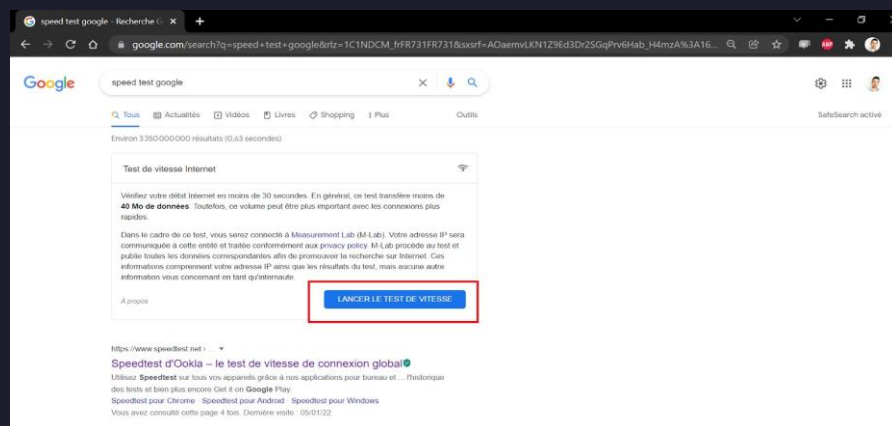 speed test google - Recherche G
google.com/search?q=speed+test+google&rlz=1C1NDCM_frFR731FR731&sxsrf=AOaemvLKN1Z9Ed3Dr2SGqPrv6Hab_H4mzA%3A16...
Google
speed test google
Tous Actualités Vidéos Livres Shopping Plus Outils
SafeSearch activé
Environ 3 350 000 000 résultats (0,63 secondes)
Test de vitesse Internet
Vérifiez votre débit Internet en moins de 30 secondes. En général, ce test transfère moins de
40 Mo de données. Toutefois, ce volume peut être plus important avec les connexions plus
rapides.
Dans le cadre de ce test, vous serez connecté à Measurement Lab (M-Lab). Votre adresse IP sera
communiquée à cette entité et traitée conformément aux privacy policy. M-Lab procède au test et
publie toutes les données correspondantes afin de promouvoir la recherche sur Internet. Ces
informations comprennent votre adresse IP ainsi que les résultats du test, mais aucune autre
information vous concernant en tant qu'internaute.
À propos
LANCER LE TEST DE VITESSE
https://www.speedtest.net › ...
Speedtest d'Ookla – le test de vitesse de connexion global
Utilisez Speedtest sur tous vos appareils grâce à nos applications pour bureau et ... l'historique
des tests et bien plus encore Get it on Google Play.
Speedtest pour Chrome · Speedtest pour Android · Speedtest pour Windows
Vous avez consulté cette page 4 fois. Dernière visite : 05/01/22